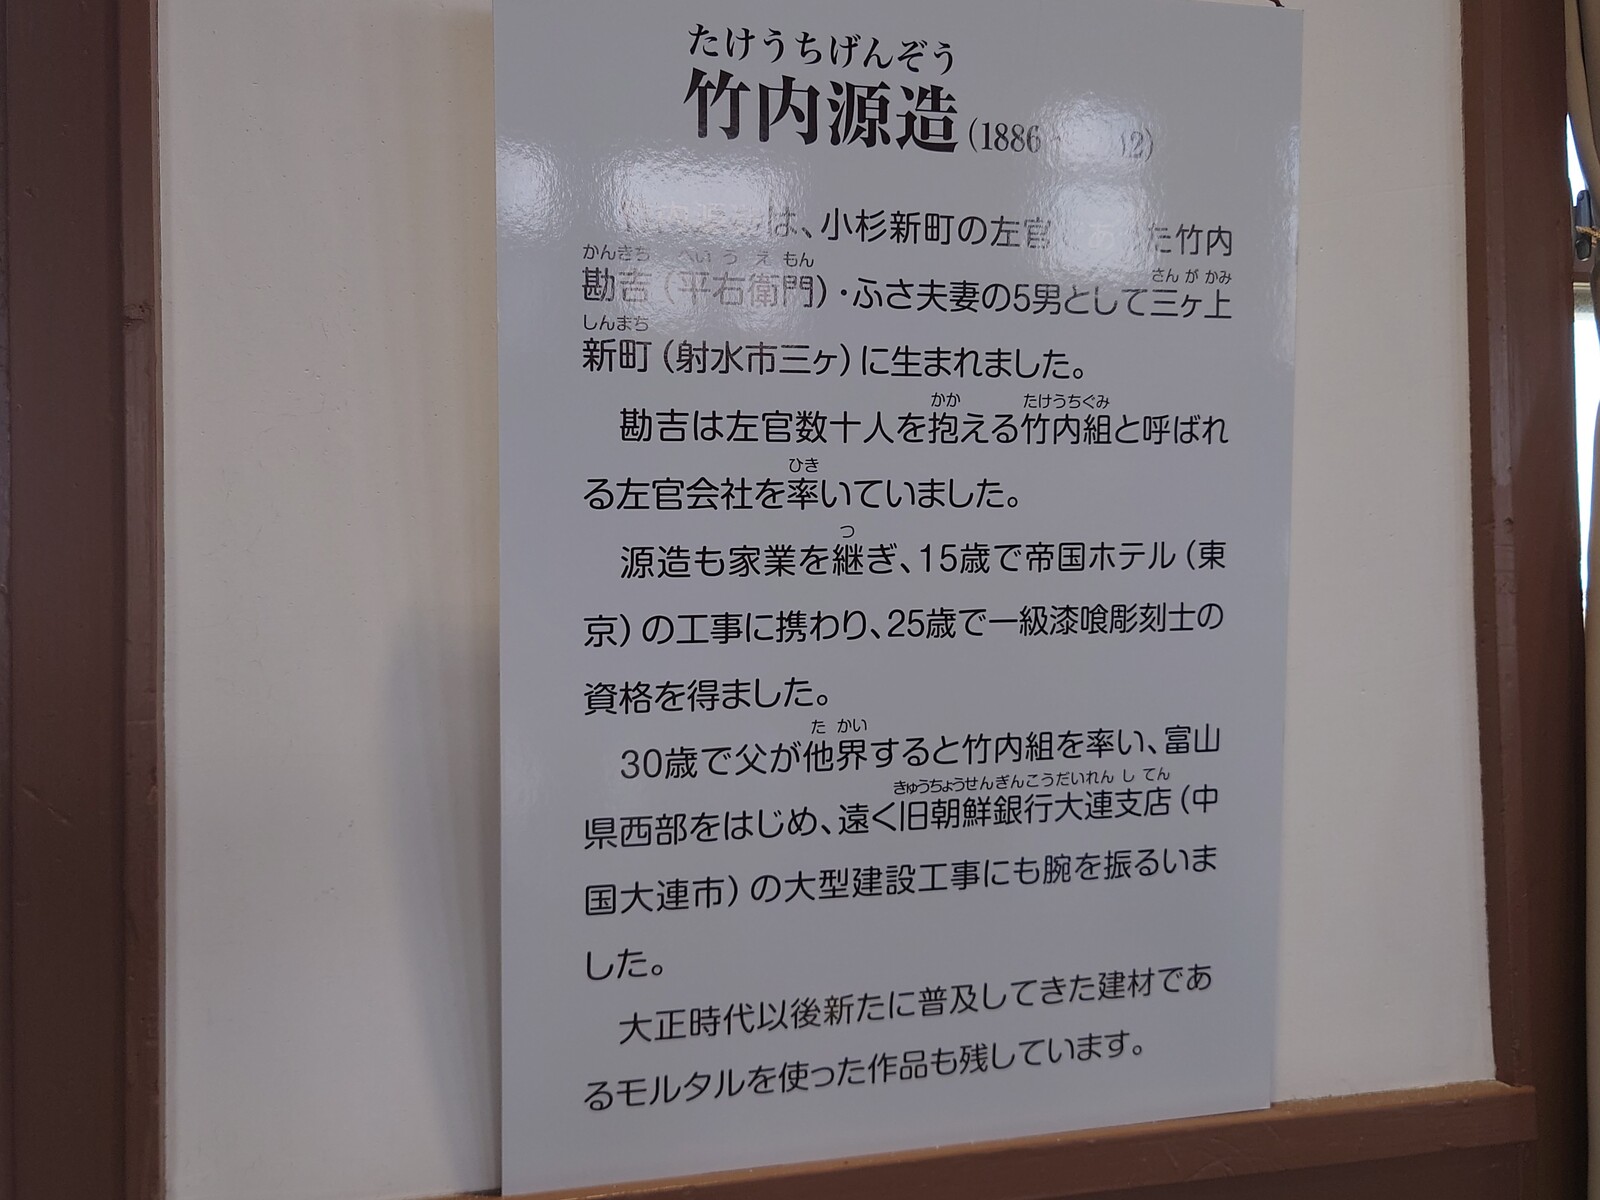 たけうちげんぞう
竹内源造(1886 2)
は、小杉新町の左官 あ た竹内
かんきち へいうえもん さんがかみ
勘吉(平右衛門)・ふさ夫妻の5男として三ヶ上
しんまち
新町(射水市三ヶ)に生まれました。
かか たけうちぐみ
勘吉は左官数十人を抱える竹内組と呼ばれ
ひき
る左官会社を率いていました。
つ
源造も家業を継ぎ、15歳で帝国ホテル(東
京)の工事に携わり、25歳で一級漆喰彫刻士の
資格を得ました。
たかい
30歳で父が他界すると竹内組を率い、富山
きゅうちょうせんぎんこうだいれんしてん
県西部をはじめ、遠く旧朝鮮銀行大連支店(中
国大連市)の大型建設工事にも腕を振るいま
した。
大正時代以後新たに普及してきた建材であ
るモルタルを使った作品も残しています。